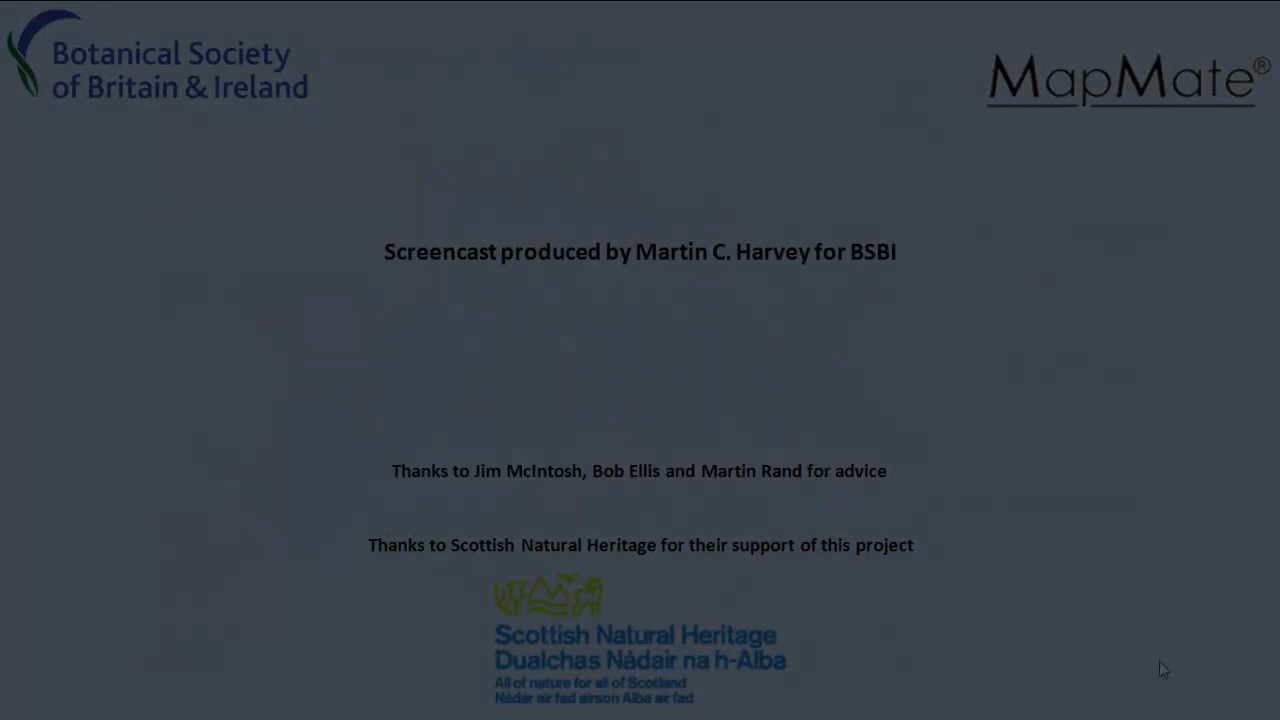 Botanical Society
of Britain & Ireland
MapMate®
Screencast produced by Martin C. Harvey for BSBI
Thanks to Jim McIntosh, Bob Ellis and Martin Rand for advice
Thanks to Scottish Natural Heritage for their support of this project
Scottish Natural Heritage
Dualchas Nàdair na h-Alba
All of nature for all of Scotland
Nàdar air fad airson Alba air fad